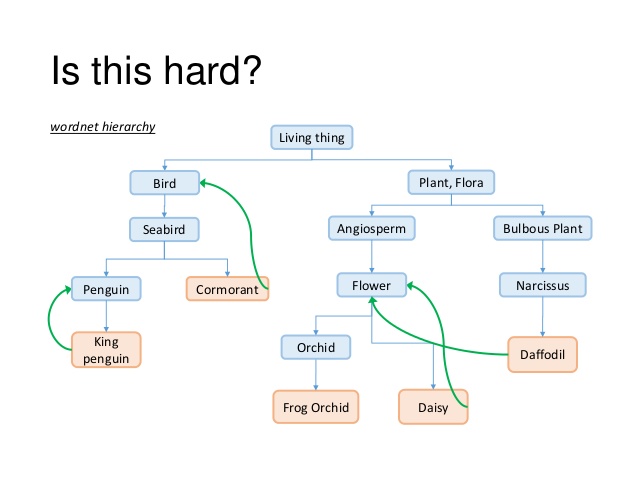 Is this hard?
wordnet hierarchy
Living thing
Bird
Plant, Flora
Seabird
Angiosperm
Bulbous Plant
Penguin
Cormorant
Flower
Narcissus
King
penguin
Orchid
Daffodil
Frog Orchid
Daisy